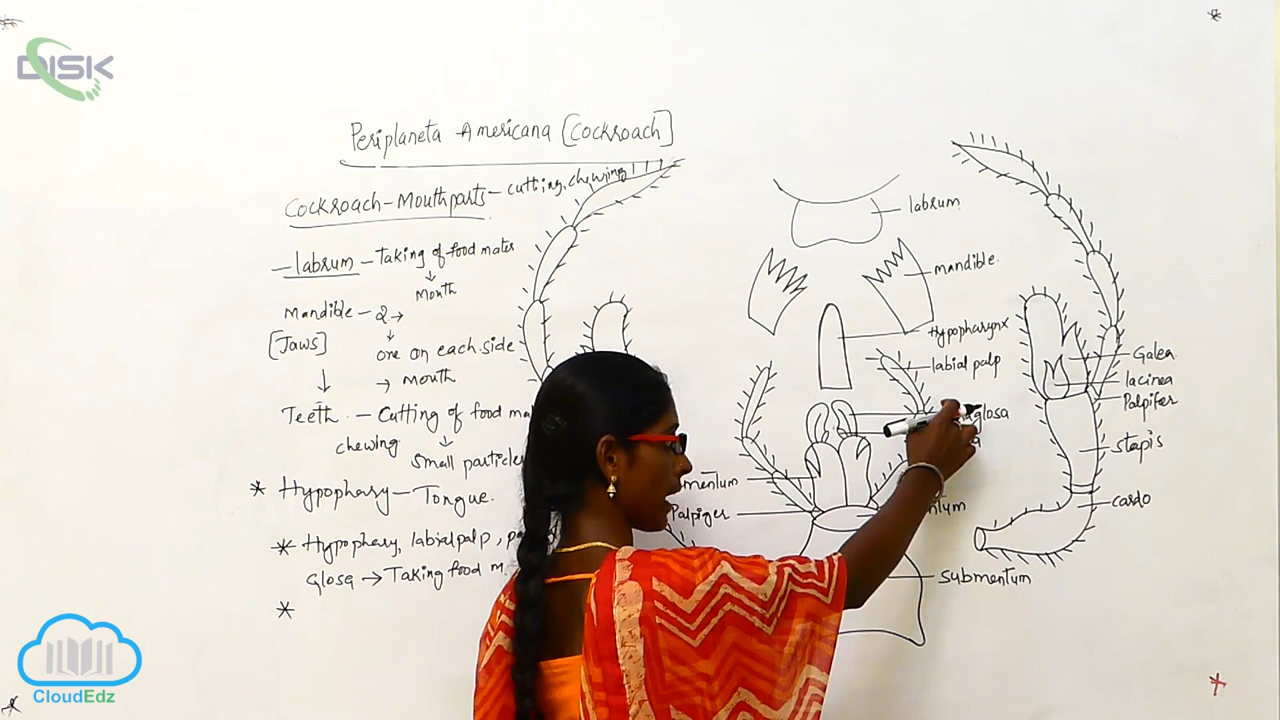 DISK
Periplaneta Americana [Cockroach]
Cockroach-Mouthparts - cutting, chewing
- labrum - Taking of food mater
Mouth
Mandible - 2 →
[Jaws]
one on each side
→ mouth
Teeth - Cutting of food ma
chewing
small particles
* Hypophary - Tongue.
* Hypophary, labialpalp, pa
Glosa → Taking food m.
*
labrum
mandible
Hypopharynx
labial palp
glosa
mentum
Palpiger
Submentum
Galea
lacinea
Palpifer
stapis
cardo
CloudEdz